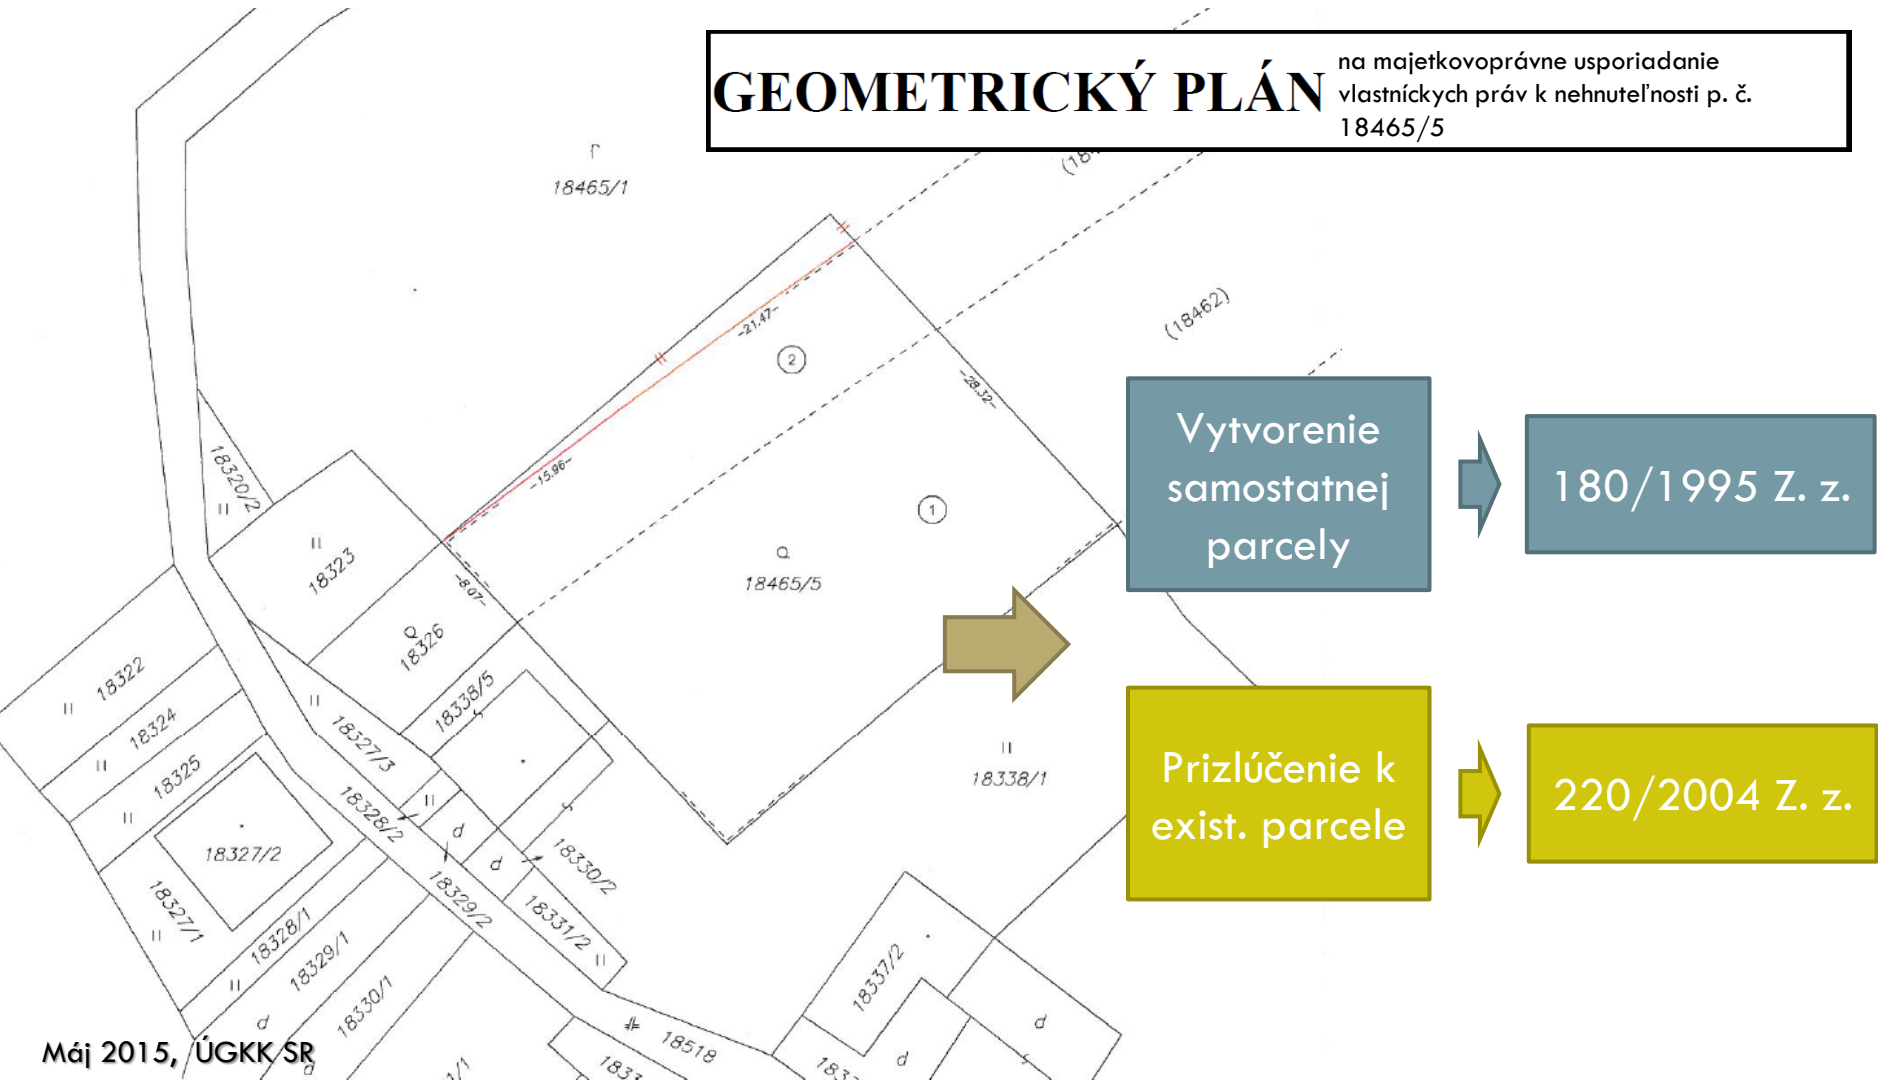 GEOMETRICKÝ PLÁN
na majetkovoprávne usporiadanie
vlastníckych práv k nehnuteľnosti p. č.
18465/5
18465/1
-21.47-
2
(18462)
-28.32-
-15.96-
1
18465/5
-8.07-
18320/2
18323
18326
18338/5
18322
18324
18325
18327/3
18328/2
18327/2
18327/1
18328/1
18329/1
18330/1
18329/2
18330/2
18331/2
18338/1
18337/2
18518
Vytvorenie
samostatnej
parcely
180/1995 Z. z.
Prizlúčenie k
exist. parcele
220/2004 Z. z.
Máj 2015, ÚGKK SR